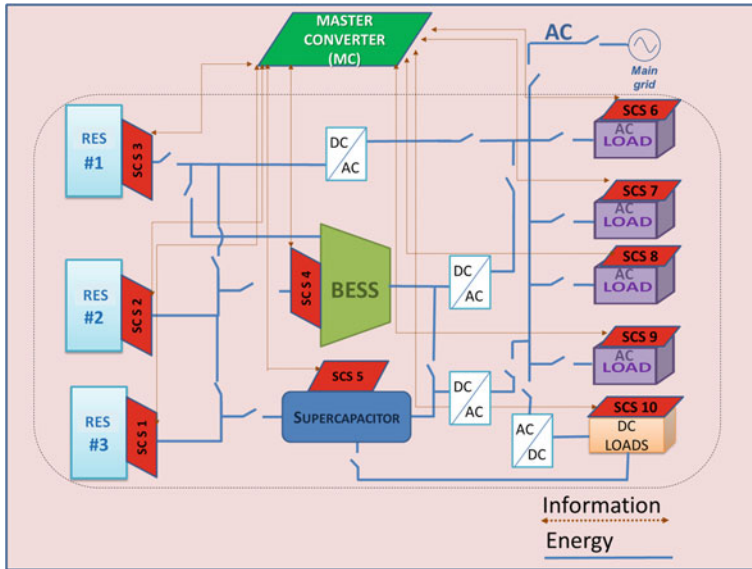 MASTER
CONVERTER
(MC)
AC
Main
grid
RES
#1
SCS 3
DC
AC
SCS 6
AC
LOAD
SCS 7
AC
LOAD
RES
#2
SCS 2
SCS 4
BESS
DC
AC
SCS 8
AC
LOAD
SCS 9
AC
LOAD
RES
#3
SCS 1
SCS 5
SUPERCAPACITOR
DC
AC
AC
DC
SCS 10
DC
LOADS
Information
Energy